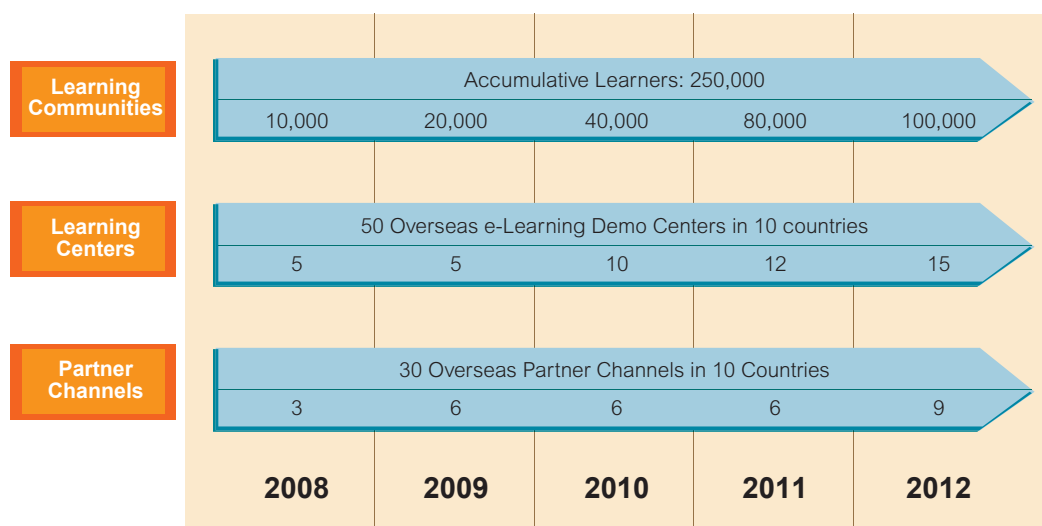 Learning
Communities
Accumulative Learners: 250,000
10,000 20,000 40,000 80,000 100,000
Learning
Centers
50 Overseas e-Learning Demo Centers in 10 countries
5 5 10 12 15
Partner
Channels
30 Overseas Partner Channels in 10 Countries
3 6 6 6 9
2008 2009 2010 2011 2012